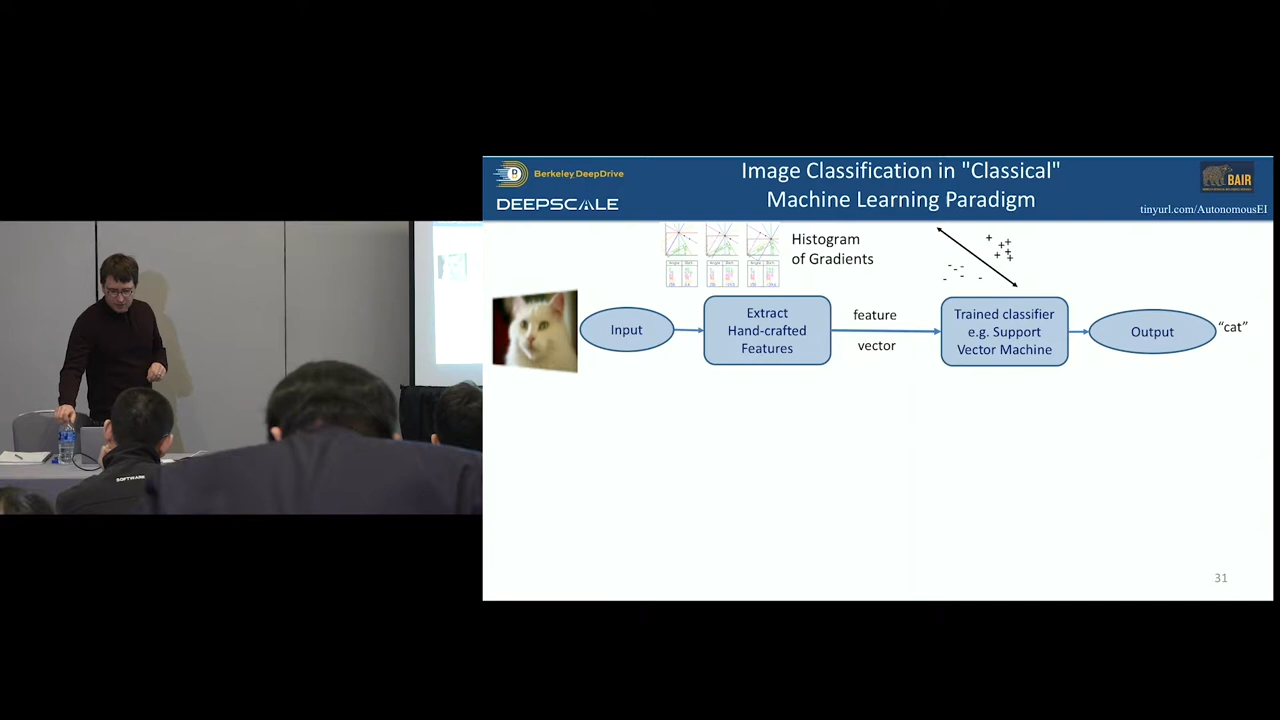 Berkeley DeepDrive
DEEPSCALE
Image Classification in "Classical"
Machine Learning Paradigm
BAIR
tinyurl.com/AutonomousEI
Histogram
of Gradients
Input
Extract
Hand-crafted
Features
feature
vector
Trained classifier
e.g. Support
Vector Machine
Output
“cat”
31
SOFTWARE